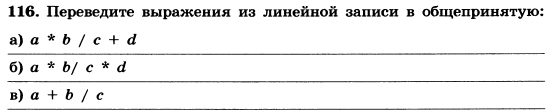 116. Переведите выражения из линейной записи в общепринятую:
а) a * b / c + d
б) a * b/ c * d
в) a + b / c